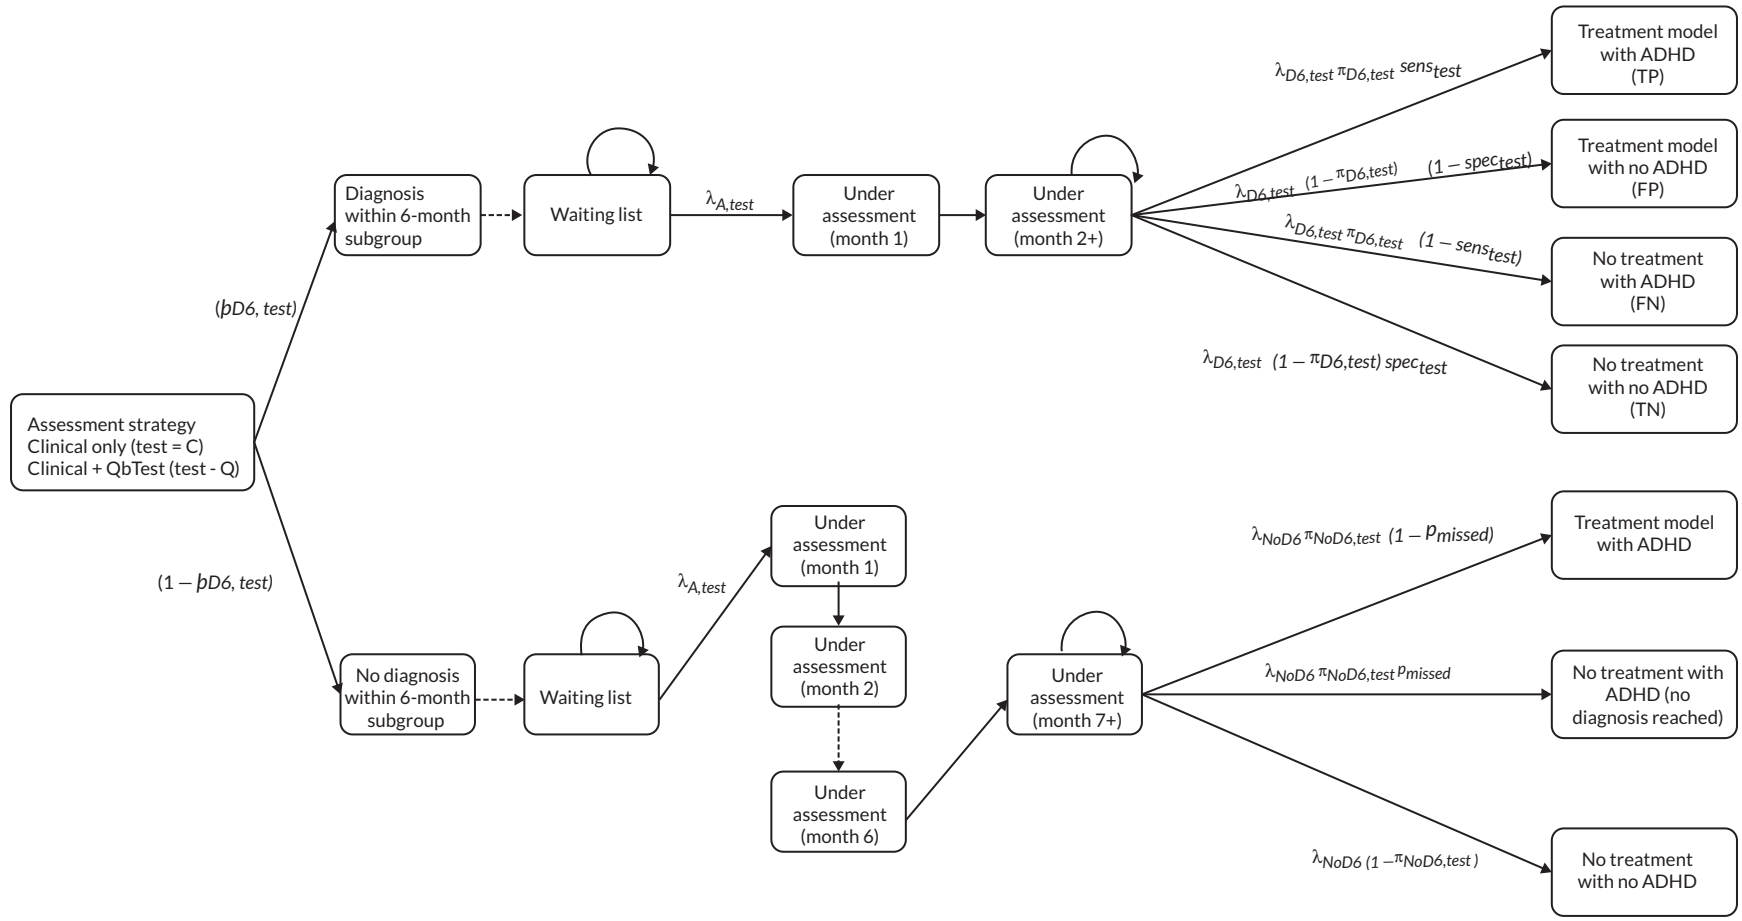 Assessment strategy
Clinical only (test = C)
Clinical + QbTest (test - Q)
(þD6, test)
(1 − þD6, test)
Diagnosis
within 6-month
subgroup
Waiting list
λA,test
Under
assessment
(month 1)
Under
assessment
(month 2+)
λD6,test πD6,test senstest
λD6,test (1 − πD6,test) (1 − spectest)
λD6,test πD6,test (1 − senstest)
λD6,test (1 − πD6,test) spectest
Treatment model
with ADHD
(TP)
Treatment model
with no ADHD
(FP)
No treatment
with ADHD
(FN)
No treatment
with no ADHD
(TN)
No diagnosis
within 6-month
subgroup
Waiting list
λA,test
Under
assessment
(month 1)
Under
assessment
(month 2)
Under
assessment
(month 6)
Under
assessment
(month 7+)
λNoD6 πNoD6,test (1 − pmissed)
λNoD6 πNoD6,test pmissed
λNoD6 (1 −πNoD6,test )
Treatment model
with ADHD
No treatment with
ADHD (no
diagnosis reached)
No treatment
with no ADHD